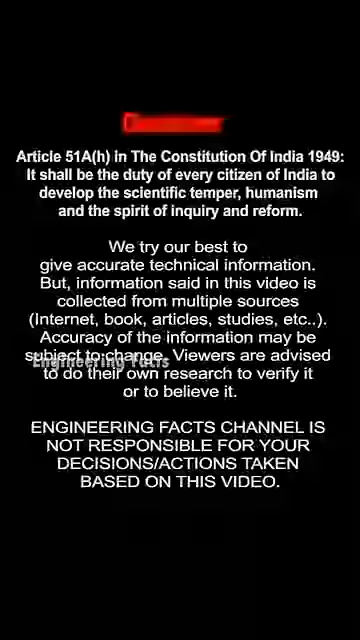 Article 51A(h) In The Constitution Of India 1949:
It shall be the duty of every citizen of India to
develop the scientific temper, humanism
and the spirit of inquiry and reform.
We try our best to
give accurate technical information.
But, information said in this video is
collected from multiple sources
(Internet, book, articles, studies, etc..).
Accuracy of the information may be
subject to change. Viewers are advised
Engineering Facts
to do their own research to verify it
or to believe it.
ENGINEERING FACTS CHANNEL IS
NOT RESPONSIBLE FOR YOUR
DECISIONS/ACTIONS TAKEN
BASED ON THIS VIDEO.